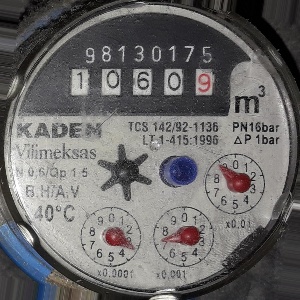 98130175
10609
m³
KADEM TCS 142/92-1136 PN16bar
Vilimeksas LT.1-415:1996 ΔP 1bar
N 0,6/Qp 1.5
B.H/A.V
40°C
x0,01
x0,0001 x0,001